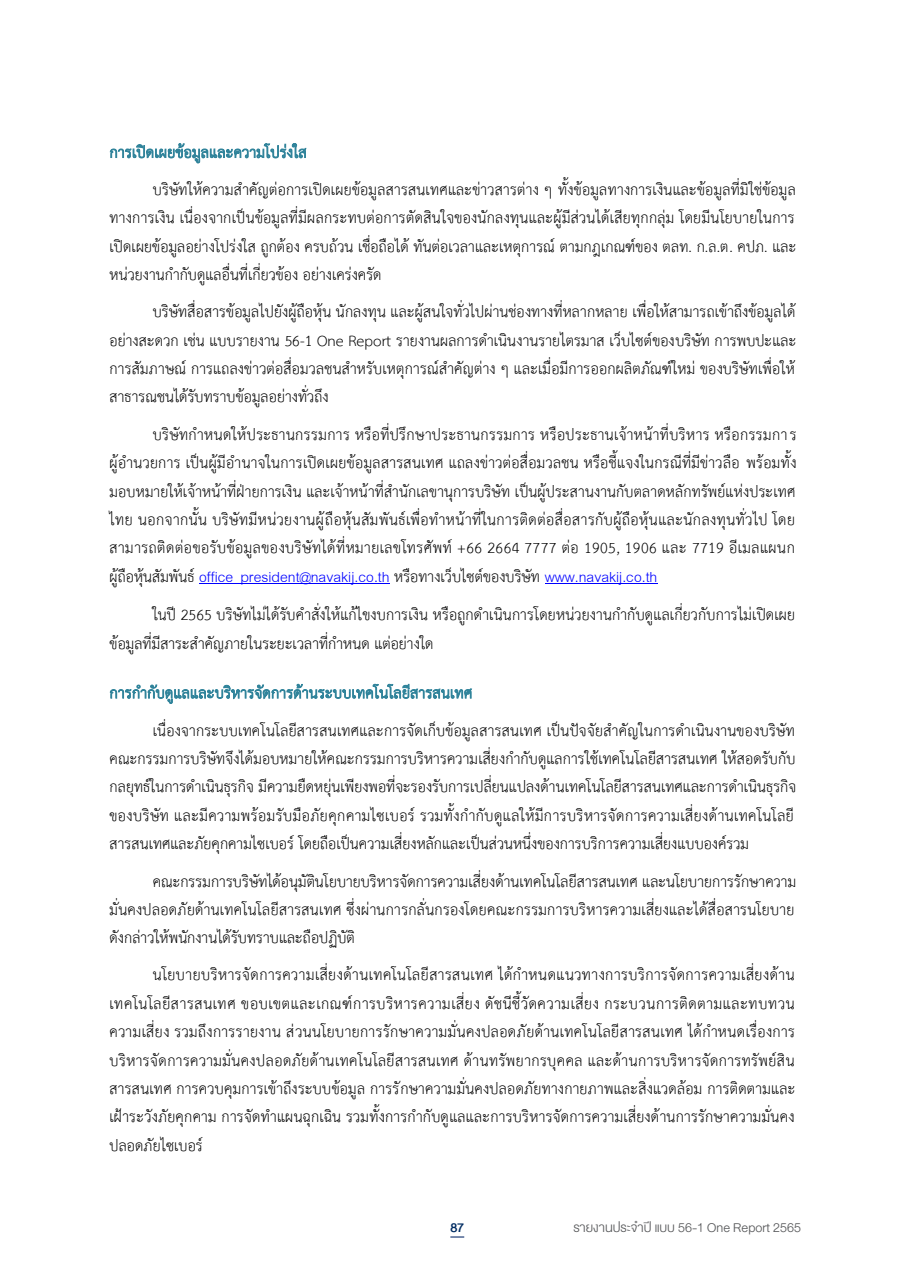 การเปิดเผยข้อมูลและความโปร่งใส
บริษัทให้ความสำคัญต่อการเปิดเผยข้อมูลสารสนเทศและข่าวสารต่าง ๆ ทั้งข้อมูลทางการเงินและข้อมูลที่มิใช่ข้อมูล
ทางการเงิน เนื่องจากเป็นข้อมูลที่มีผลกระทบต่อการตัดสินใจของนักลงทุนและผู้มีส่วนได้เสียทุกกลุ่ม โดยมีนโยบายในการ
เปิดเผยข้อมูลอย่างโปร่งใส ถูกต้อง ครบถ้วน เชื่อถือได้ ทันต่อเวลาและเหตุการณ์ ตามกฎเกณฑ์ของ ตลท. ก.ล.ต. คปภ. และ
หน่วยงานกำกับดูแลอื่นที่เกี่ยวข้อง อย่างเคร่งครัด
บริษัทสื่อสารข้อมูลไปยังผู้ถือหุ้น นักลงทุน และผู้สนใจทั่วไปผ่านช่องทางที่หลากหลาย เพื่อให้สามารถเข้าถึงข้อมูลได้
อย่างสะดวก เช่น แบบรายงาน 56-1 One Report รายงานผลการดำเนินงานรายไตรมาส เว็บไซต์ของบริษัท การพบปะและ
การสัมภาษณ์ การแถลงข่าวต่อสื่อมวลชนสำหรับเหตุการณ์สำคัญต่าง ๆ และเมื่อมีการออกผลิตภัณฑ์ใหม่ ของบริษัทเพื่อให้
สาธารณชนได้รับทราบข้อมูลอย่างทั่วถึง
บริษัทกำหนดให้ประธานกรรมการ หรือที่ปรึกษาประธานกรรมการ หรือประธานเจ้าหน้าที่บริหาร หรือกรรมการ
ผู้อำนวยการ เป็นผู้มีอำนาจในการเปิดเผยข้อมูลสารสนเทศ แถลงข่าวต่อสื่อมวลชน หรือชี้แจงในกรณีที่มีข่าวลือ พร้อมทั้ง
มอบหมายให้เจ้าหน้าที่ฝ่ายการเงิน และเจ้าหน้าที่สำนักเลขานุการบริษัท เป็นผู้ประสานงานกับตลาดหลักทรัพย์แห่งประเทศ
ไทย นอกจากนั้น บริษัทมีหน่วยงานผู้ถือหุ้นสัมพันธ์เพื่อทำหน้าที่ในการติดต่อสื่อสารกับผู้ถือหุ้นและนักลงทุนทั่วไป โดย
สามารถติดต่อขอรับข้อมูลของบริษัทได้ที่หมายเลขโทรศัพท์ +66 2664 7777 ต่อ 1905, 1906 และ 7719 อีเมลแผนก
ผู้ถือหุ้นสัมพันธ์ office_president@navakij.co.th หรือทางเว็บไซต์ของบริษัท www.navakij.co.th
ในปี 2565 บริษัทไม่ได้รับคำสั่งให้แก้ไขงบการเงิน หรือถูกดำเนินการโดยหน่วยงานกำกับดูแลเกี่ยวกับการไม่เปิดเผย
ข้อมูลที่มีสาระสำคัญภายในระยะเวลาที่กำหนด แต่อย่างใด
การกำกับดูแลและบริหารจัดการด้านระบบเทคโนโลยีสารสนเทศ
เนื่องจากระบบเทคโนโลยีสารสนเทศและการจัดเก็บข้อมูลสารสนเทศ เป็นปัจจัยสำคัญในการดำเนินงานของบริษัท
คณะกรรมการบริษัทจึงได้มอบหมายให้คณะกรรมการบริหารความเสี่ยงกำกับดูแลการใช้เทคโนโลยีสารสนเทศ ให้สอดรับกับ
กลยุทธ์ในการดำเนินธุรกิจ มีความยืดหยุ่นเพียงพอที่จะรองรับการเปลี่ยนแปลงด้านเทคโนโลยีสารสนเทศและการดำเนินธุรกิจ
ของบริษัท และมีความพร้อมรับมือภัยคุกคามไซเบอร์ รวมทั้งกำกับดูแลให้มีการบริหารจัดการความเสี่ยงด้านเทคโนโลยี
สารสนเทศและภัยคุกคามไซเบอร์ โดยถือเป็นความเสี่ยงหลักและเป็นส่วนหนึ่งของการบริการความเสี่ยงแบบองค์รวม
คณะกรรมการบริษัทได้อนุมัตินโยบายบริหารจัดการความเสี่ยงด้านเทคโนโลยีสารสนเทศ และนโยบายการรักษาความ
มั่นคงปลอดภัยด้านเทคโนโลยีสารสนเทศ ซึ่งผ่านการกลั่นกรองโดยคณะกรรมการบริหารความเสี่ยงและได้สื่อสารนโยบาย
ดังกล่าวให้พนักงานได้รับทราบและถือปฏิบัติ
นโยบายบริหารจัดการความเสี่ยงด้านเทคโนโลยีสารสนเทศ ได้กำหนดแนวทางการบริการจัดการความเสี่ยงด้าน
เทคโนโลยีสารสนเทศ ขอบเขตและเกณฑ์การบริหารความเสี่ยง ดัชนีชี้วัดความเสี่ยง กระบวนการติดตามและทบทวน
ความเสี่ยง รวมถึงการรายงาน ส่วนนโยบายการรักษาความมั่นคงปลอดภัยด้านเทคโนโลยีสารสนเทศ ได้กำหนดเรื่องการ
บริหารจัดการความมั่นคงปลอดภัยด้านเทคโนโลยีสารสนเทศ ด้านทรัพยากรบุคคล และด้านการบริหารจัดการทรัพย์สิน
สารสนเทศ การควบคุมการเข้าถึงระบบข้อมูล การรักษาความมั่นคงปลอดภัยทางกายภาพและสิ่งแวดล้อม การติดตามและ
เฝ้าระวังภัยคุกคาม การจัดทำแผนฉุกเฉิน รวมทั้งการกำกับดูแลและการบริหารจัดการความเสี่ยงด้านการรักษาความมั่นคง
ปลอดภัยไซเบอร์
87 รายงานประจำปี แบบ 56-1 One Report 2565